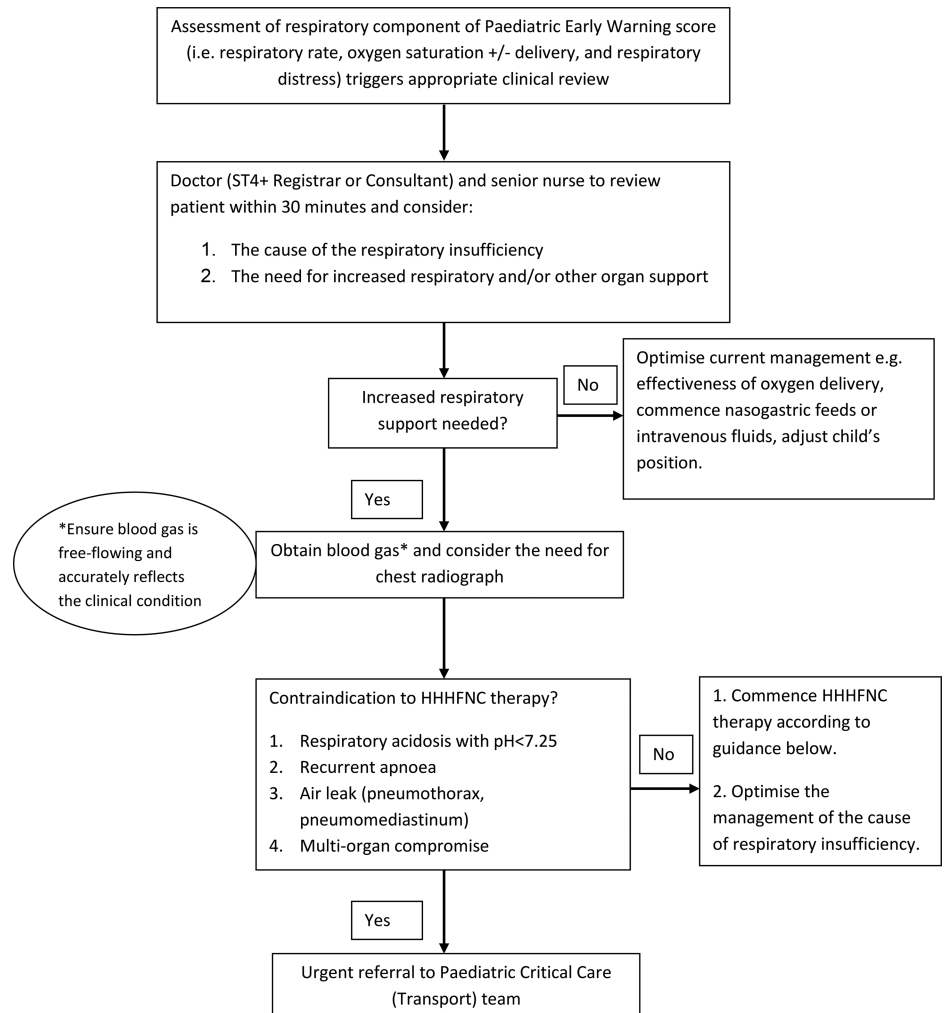 Assessment of respiratory component of Paediatric Early Warning score
(i.e. respiratory rate, oxygen saturation +/- delivery, and respiratory
distress) triggers appropriate clinical review
Doctor (ST4+ Registrar or Consultant) and senior nurse to review
patient within 30 minutes and consider:
1. The cause of the respiratory insufficiency
2. The need for increased respiratory and/or other organ support
Increased respiratory
support needed?
No
Optimise current management e.g.
effectiveness of oxygen delivery,
commence nasogastric feeds or
intravenous fluids, adjust child’s
position.
Yes
*Ensure blood gas is
free-flowing and
accurately reflects
the clinical condition
Obtain blood gas* and consider the need for
chest radiograph
Contraindication to HHHFNC therapy?
1. Respiratory acidosis with pH<7.25
2. Recurrent apnoea
3. Air leak (pneumothorax,
pneumomediastinum)
4. Multi-organ compromise
No
1. Commence HHHFNC
therapy according to
guidance below.
2. Optimise the
management of the cause
of respiratory insufficiency.
Yes
Urgent referral to Paediatric Critical Care
(Transport) team